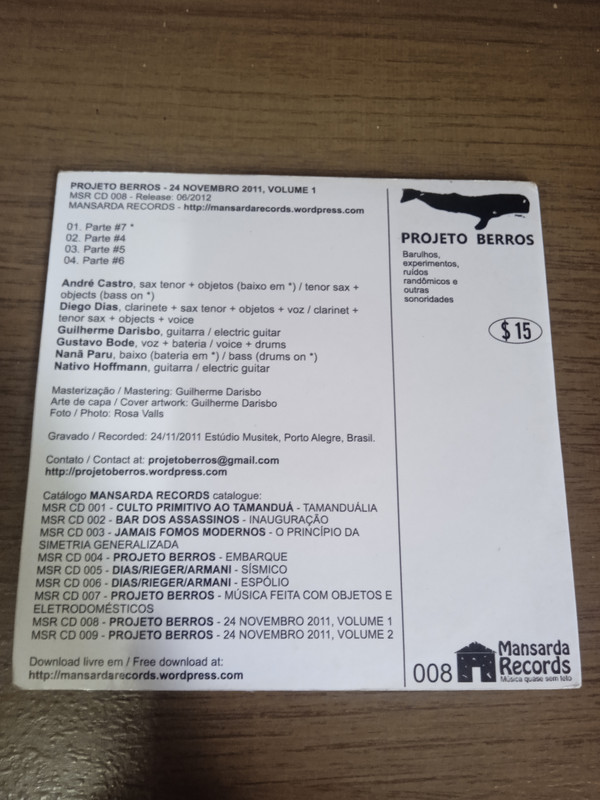 PROJETO BERROS - 24 NOVEMBRO 2011, VOLUME 1
MSR CD 008 - Release: 06/2012
MANSARDA RECORDS - http://mansardarecords.wordpress.com
01. Parte #7 *
02. Parte #4
03. Parte #5
04. Parte #6
André Castro, sax tenor + objetos (baixo em *) / tenor sax +
objects (bass on *)
Diego Dias, clarinete + sax tenor + objetos + voz / clarinet +
tenor sax + objects + voice
Guilherme Darisbo, guitarra / electric guitar
Gustavo Bode, voz + bateria / voice + drums
Nanã Paru, baixo (bateria em *) / bass (drums on *)
Nativo Hoffmann, guitarra / electric guitar
Masterização / Mastering: Guilherme Darisbo
Arte de capa / Cover artwork: Guilherme Darisbo
Foto / Photo: Rosa Valls
Gravado / Recorded: 24/11/2011 Estúdio Musitek, Porto Alegre, Brasil.
Contato / Contact at: projetoberros@gmail.com
http://projetoberros.wordpress.com
Catálogo MANSARDA RECORDS catalogue:
MSR CD 001 - CULTO PRIMITIVO AO TAMANDUÁ - TAMANDUÁLIA
MSR CD 002 - BAR DOS ASSASSINOS - INAUGURAÇÃO
MSR CD 003 - JAMAIS FOMOS MODERNOS - O PRINCÍPIO DA
SIMETRIA GENERALIZADA
MSR CD 004 - PROJETO BERROS - EMBARQUE
MSR CD 005 - DIAS/RIEGER/ARMANI - SÍSMICO
MSR CD 006 - DIAS/RIEGER/ARMANI - ESPÓLIO
MSR CD 007 - PROJETO BERROS - MÚSICA FEITA COM OBJETOS E
ELETRODOMÉSTICOS
MSR CD 008 - PROJETO BERROS - 24 NOVEMBRO 2011, VOLUME 1
MSR CD 009 - PROJETO BERROS - 24 NOVEMBRO 2011, VOLUME 2
Download livre em / Free download at:
http://mansardarecords.wordpress.com
PROJETO BERROS
Barulhos,
experimentos,
ruídos
randômicos e
outras
sonoridades
$ 15
008
Mansarda
Records
Música quase sem teto